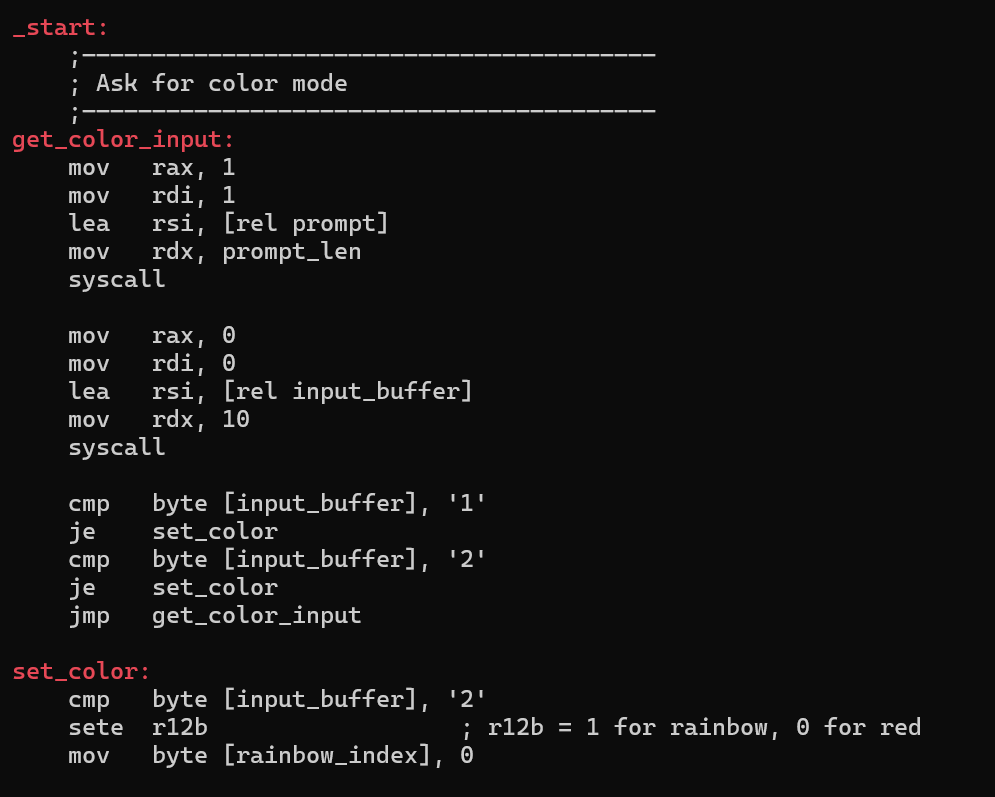 _start:
    ;-----------------------------------------
    ; Ask for color mode
    ;-----------------------------------------
get_color_input:
    mov   rax, 1
    mov   rdi, 1
    lea   rsi, [rel prompt]
    mov   rdx, prompt_len
    syscall

    mov   rax, 0
    mov   rdi, 0
    lea   rsi, [rel input_buffer]
    mov   rdx, 10
    syscall

    cmp   byte [input_buffer], '1'
    je    set_color
    cmp   byte [input_buffer], '2'
    je    set_color
    jmp   get_color_input

set_color:
    cmp   byte [input_buffer], '2'
    sete  r12b                  ; r12b = 1 for rainbow, 0 for red
    mov   byte [rainbow_index], 0